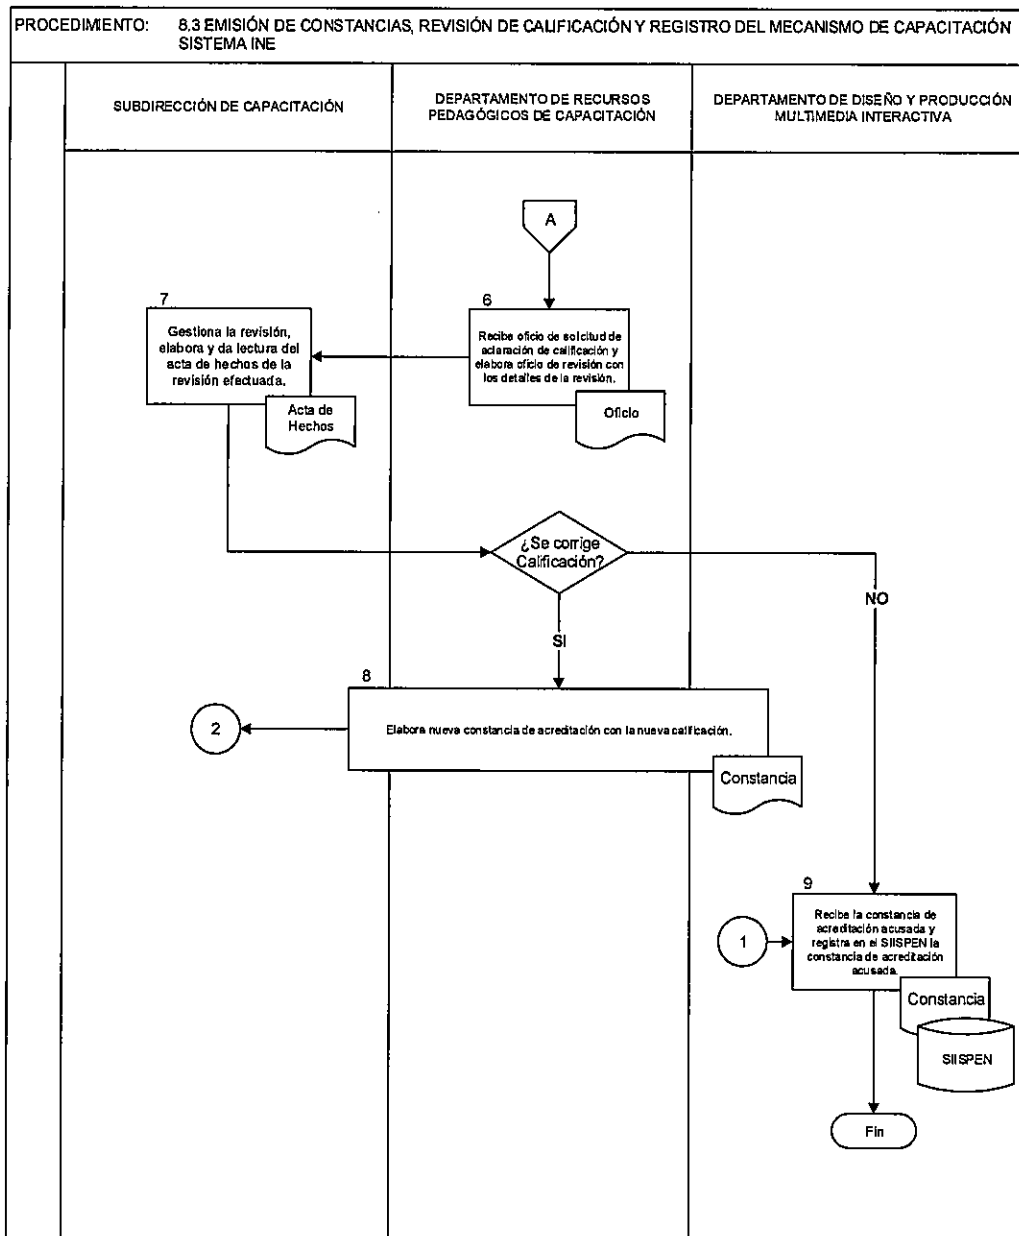 PROCEDIMIENTO: 8.3 EMISIÓN DE CONSTANCIAS, REVISIÓN DE CALIFICACIÓN Y REGISTRO DEL MECANISMO DE CAPACITACIÓN
SISTEMA INE
SUBDIRECCIÓN DE CAPACITACIÓN
DEPARTAMENTO DE RECURSOS
PEDAGÓGICOS DE CAPACITACIÓN
DEPARTAMENTO DE DISEÑO Y PRODUCCIÓN
MULTIMEDIA INTERACTIVA
A
6
Recibe oficio de solicitud de
aclaración de calificación y
elabora oficio de revisión con
los detalles de la revisión.
Oficio
7
Gestiona la revisión,
elabora y da lectura del
acta de hechos de la
revisión efectuada.
Acta de
Hechos
¿Se corrige
Calificación?
NO
SI
8
Elabora nueva constancia de acreditación con la nueva calificación.
Constancia
2
9
Recibe la constancia de
acreditación acusada y
registra en el SIISPEN la
constancia de acreditación
acusada.
1
Constancia
SIISPEN
Fin